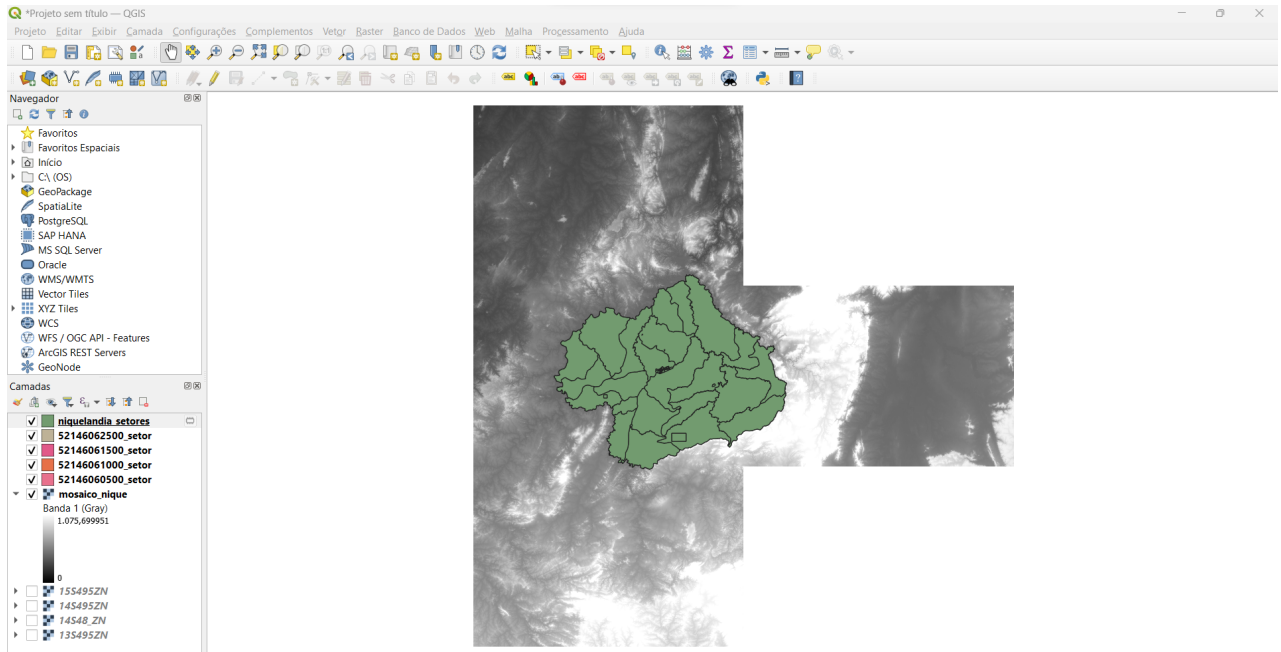 *Projeto sem título — QGIS
Projeto Editar Exibir Camada Configurações Complementos Vetor Raster Banco de Dados Web Malha Processamento Ajuda
Navegador
Favoritos
Favoritos Espaciais
Início
C:\ (OS)
GeoPackage
SpatiaLite
PostgreSQL
SAP HANA
MS SQL Server
Oracle
WMS/WMTS
Vector Tiles
XYZ Tiles
WCS
WFS / OGC API - Features
ArcGIS REST Servers
GeoNode
Camadas
niquelandia_setores
52146062500_setor
52146061500_setor
52146061000_setor
52146060500_setor
mosaico_nique
Banda 1 (Gray)
1.075,699951
0
15S495ZN
14S495ZN
14S48_ZN
13S495ZN